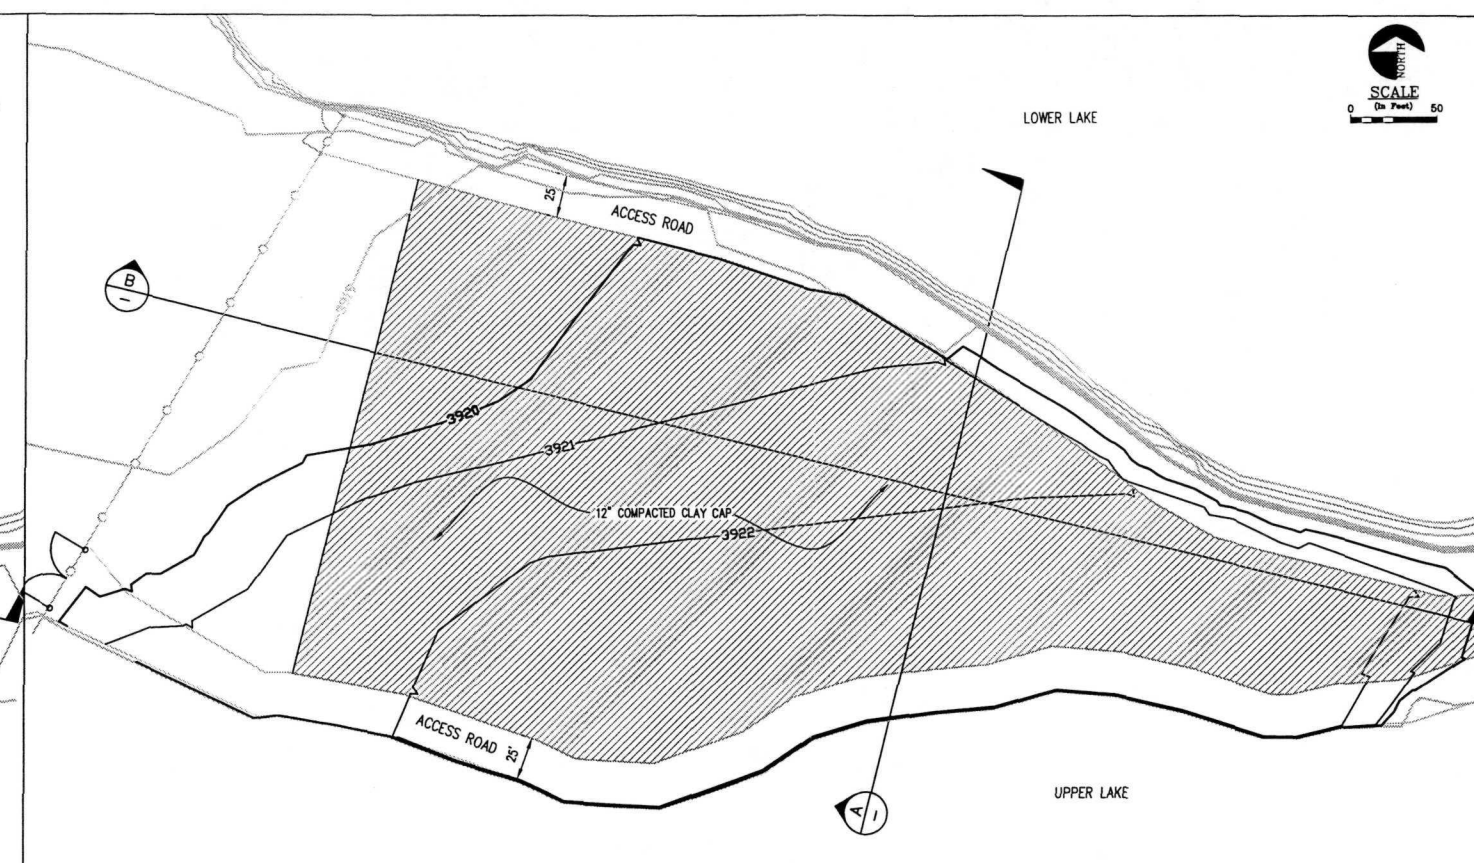 NORTH
SCALE
(In Feet)
0 50
LOWER LAKE
25'
ACCESS ROAD
B
—
3920
3921
12" COMPACTED CLAY CAP
3922
ACCESS ROAD
25'
UPPER LAKE
A
—